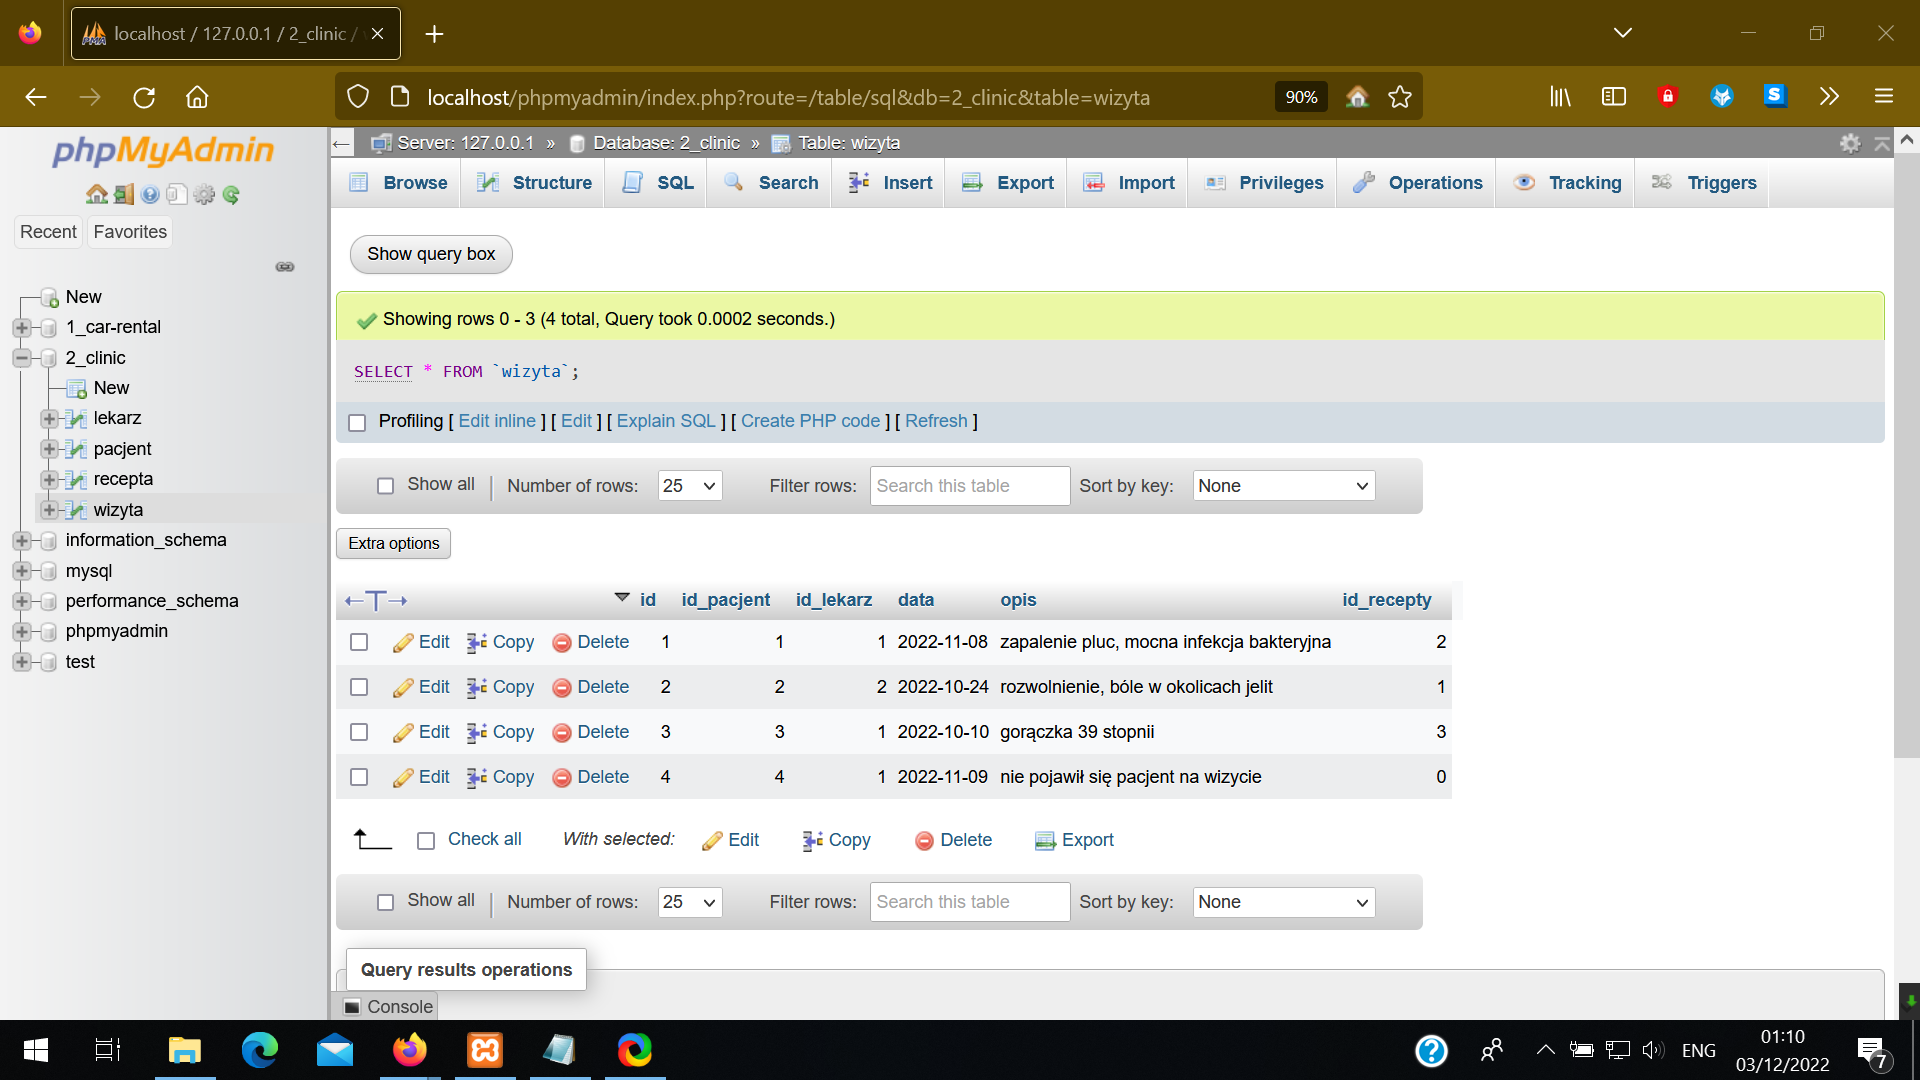 localhost / 127.0.0.1 / 2_clinic /
localhost/phpmyadmin/index.php?route=/table/sql&db=2_clinic&table=wizyta
90%
phpMyAdmin
Recent
Favorites
New
1_car-rental
2_clinic
New
lekarz
pacjent
recepta
wizyta
information_schema
mysql
performance_schema
phpmyadmin
test
Server: 127.0.0.1 » Database: 2_clinic » Table: wizyta
Browse Structure SQL Search Insert Export Import Privileges Operations Tracking Triggers
Show query box
Showing rows 0 - 3 (4 total, Query took 0.0002 seconds.)
SELECT * FROM `wizyta`;
Profiling [ Edit inline ] [ Edit ] [ Explain SQL ] [ Create PHP code ] [ Refresh ]
Show all | Number of rows: 25 Filter rows: Search this table Sort by key: None
Extra options
←T→ id id_pacjent id_lekarz data opis id_recepty
Edit Copy Delete 1 1 1 2022-11-08 zapalenie pluc, mocna infekcja bakteryjna 2
Edit Copy Delete 2 2 2 2022-10-24 rozwolnienie, bóle w okolicach jelit 1
Edit Copy Delete 3 3 1 2022-10-10 gorączka 39 stopnii 3
Edit Copy Delete 4 4 1 2022-11-09 nie pojawił się pacjent na wizycie 0
Check all With selected: Edit Copy Delete Export
Show all | Number of rows: 25 Filter rows: Search this table Sort by key: None
Query results operations
Console
ENG
01:10
03/12/2022
7